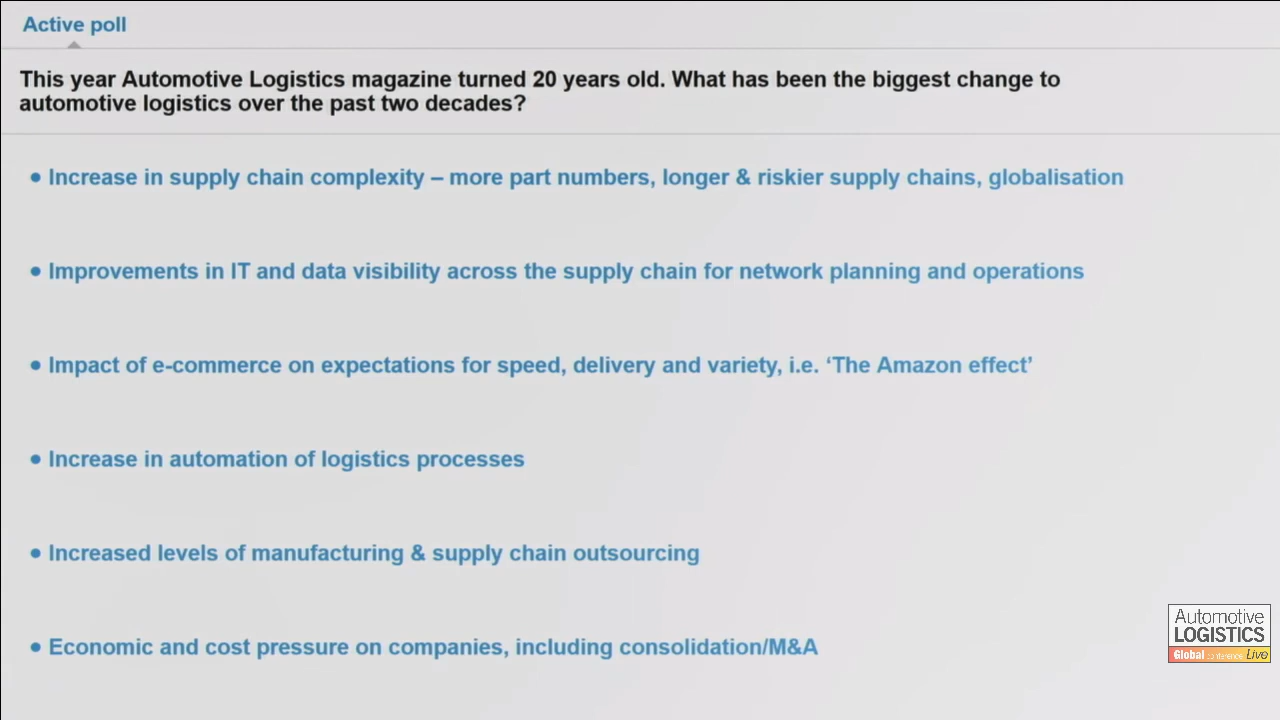 Active poll
This year Automotive Logistics magazine turned 20 years old. What has been the biggest change to
automotive logistics over the past two decades?
• Increase in supply chain complexity – more part numbers, longer & riskier supply chains, globalisation
• Improvements in IT and data visibility across the supply chain for network planning and operations
• Impact of e-commerce on expectations for speed, delivery and variety, i.e. ‘The Amazon effect’
• Increase in automation of logistics processes
• Increased levels of manufacturing & supply chain outsourcing
• Economic and cost pressure on companies, including consolidation/M&A
Automotive
LOGISTICS
Global conference Live